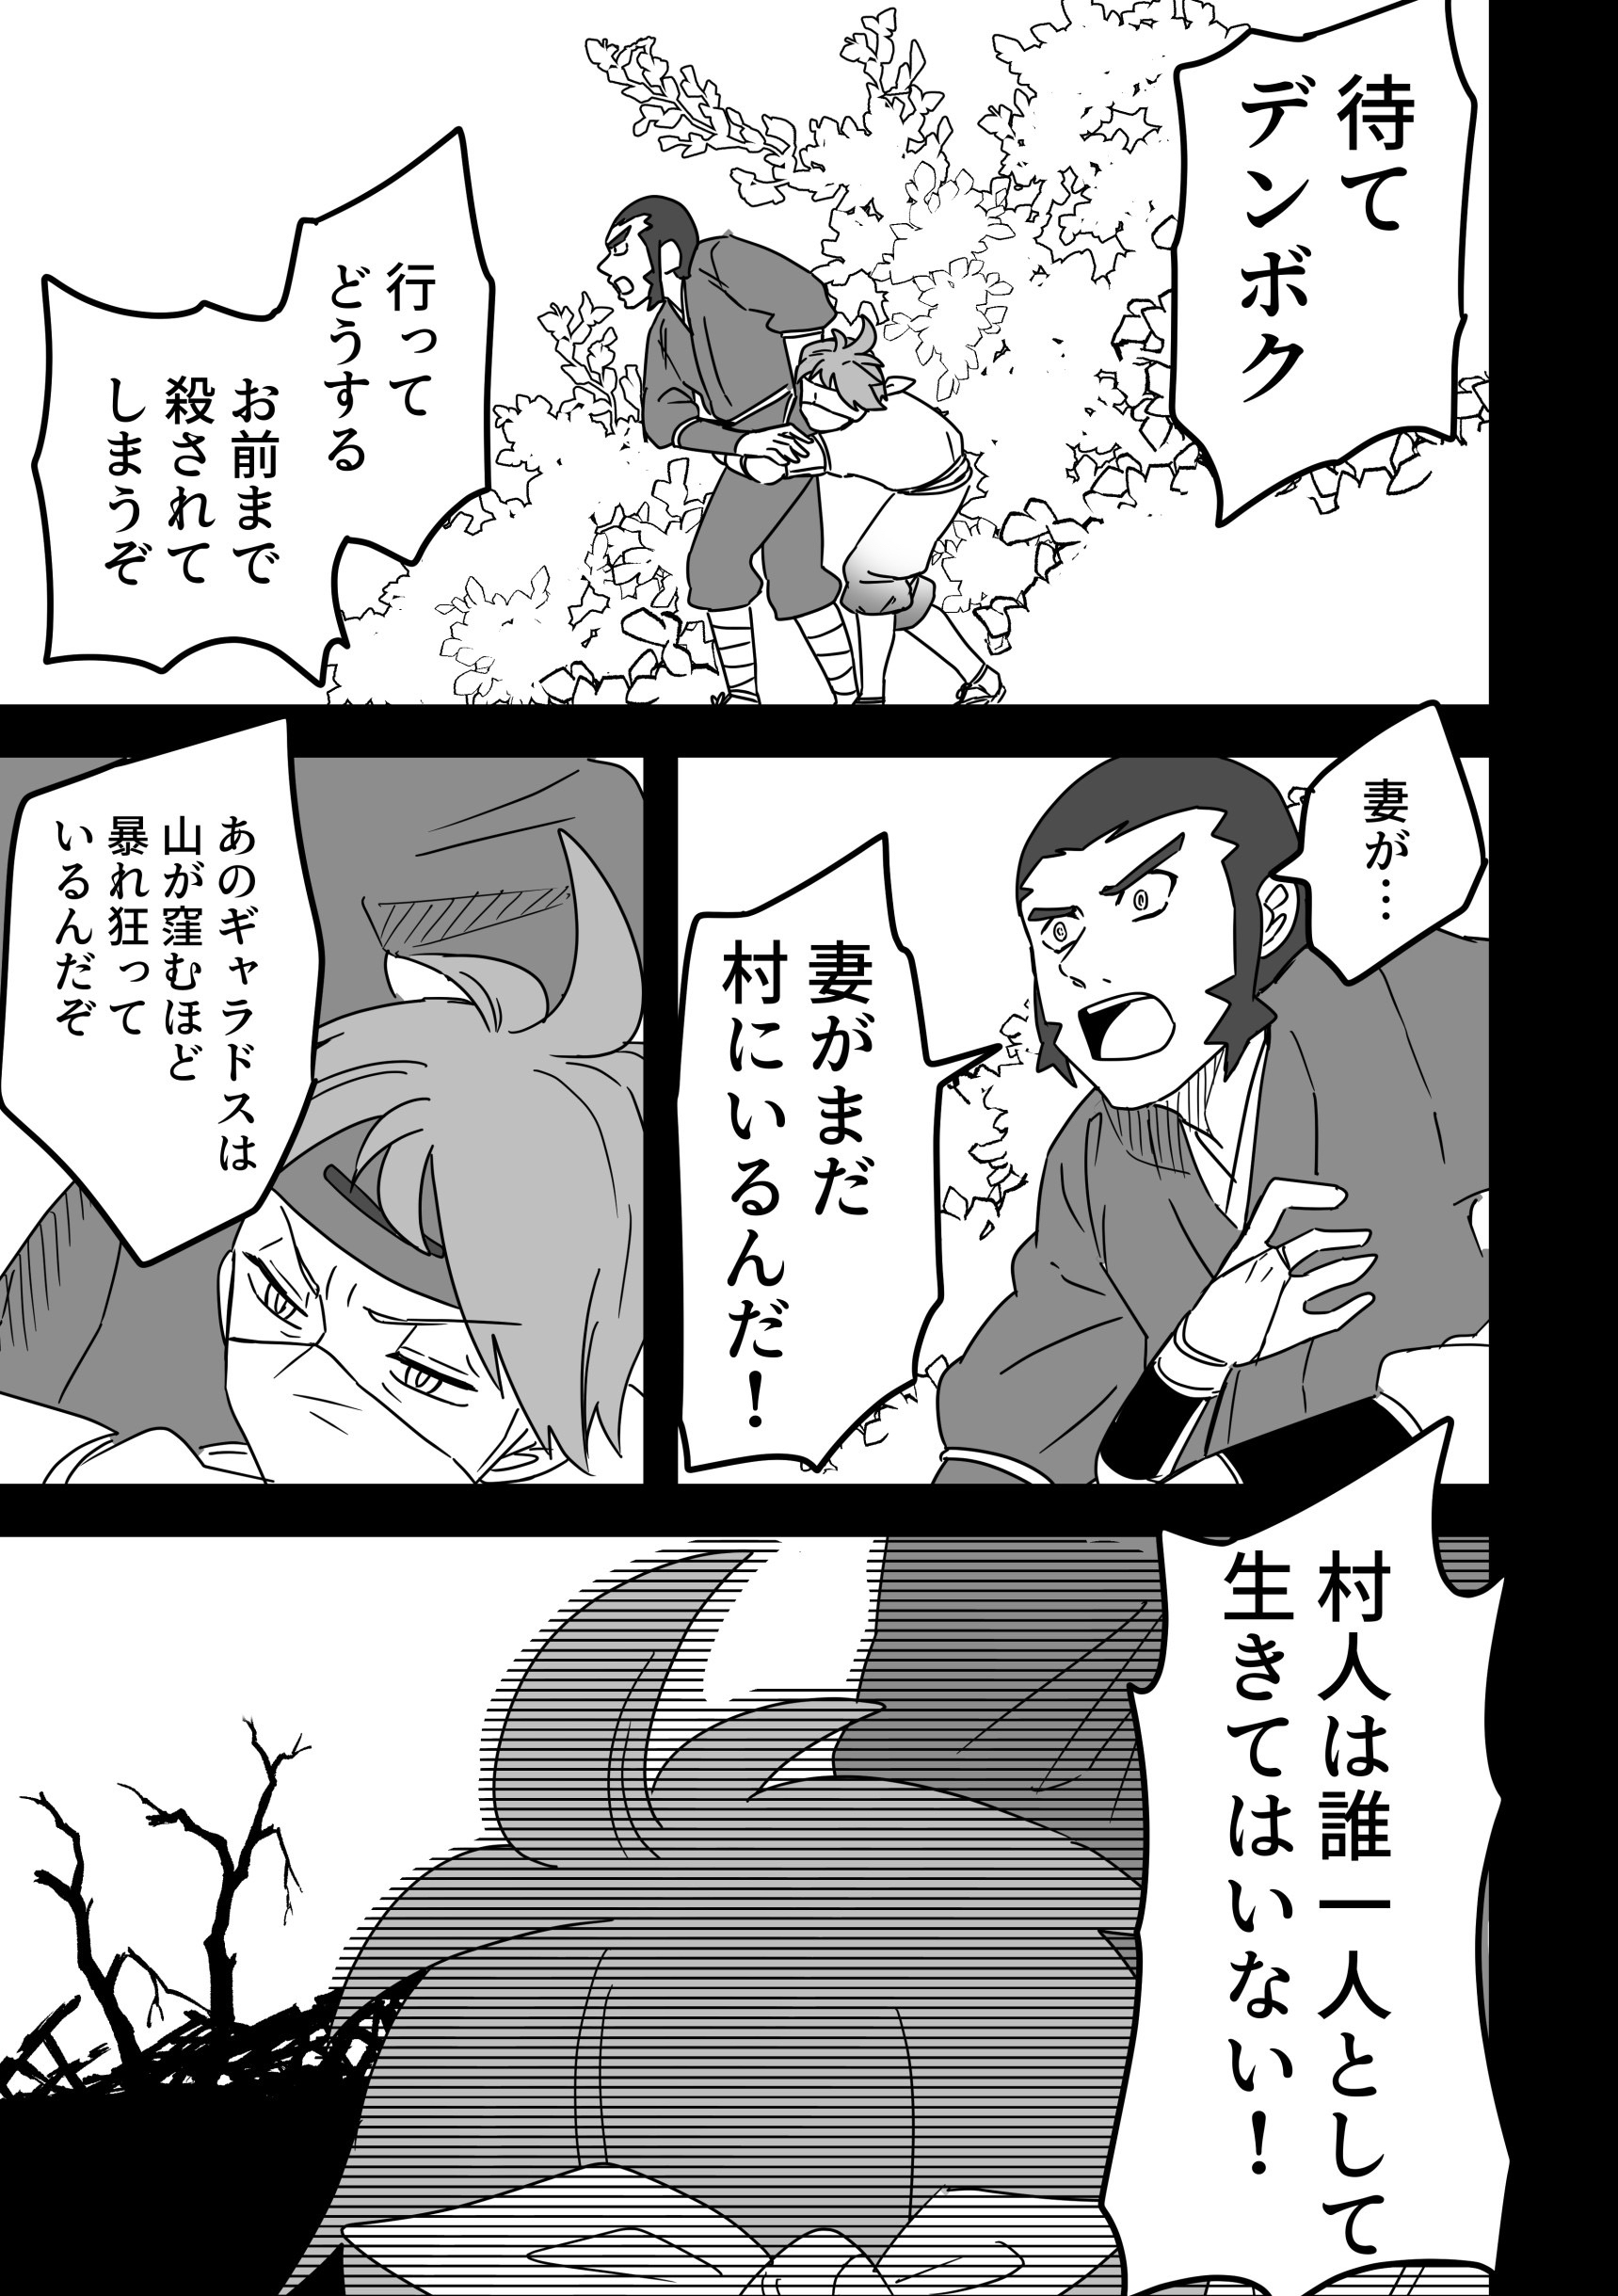 待て
デンボク
行って
どうする
お前まで
殺されて
しまうぞ
妻が…
妻がまだ
村にいるんだ！
あのギャラドスは
山が窪むほど
暴れ狂って
いるんだぞ
村人は誰一人として
生きてはいない！